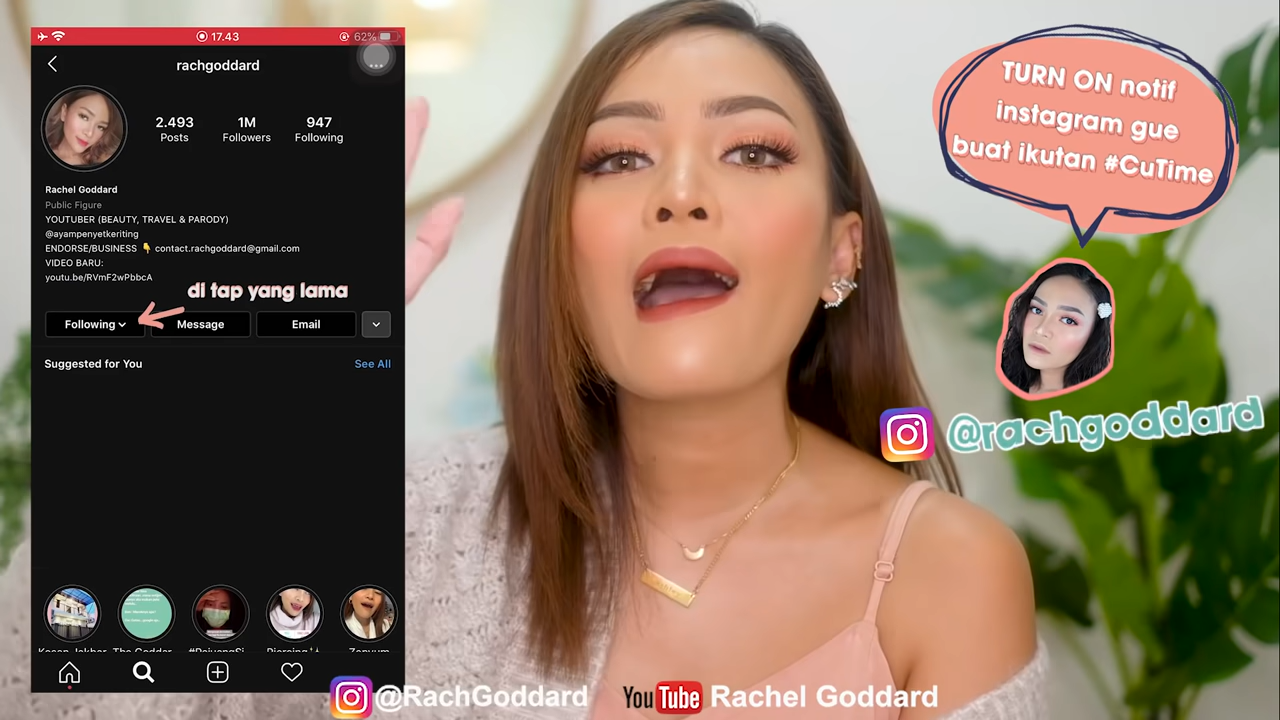 17.43
62%
rachgoddard
2.493
Posts
1M
Followers
947
Following
Rachel Goddard
Public Figure
YOUTUBER (BEAUTY, TRAVEL & PARODY)
@ayampenyetkeriting
ENDORSE/BUSINESS 👇 contact.rachgoddard@gmail.com
VIDEO BARU:
youtu.be/RVmF2wPbbcA
di tap yang lama
Following
Message
Email
Suggested for You
See All
TURN ON notif
instagram gue
buat ikutan #CuTime
@rachgoddard
@RachGoddard
YouTube Rachel Goddard